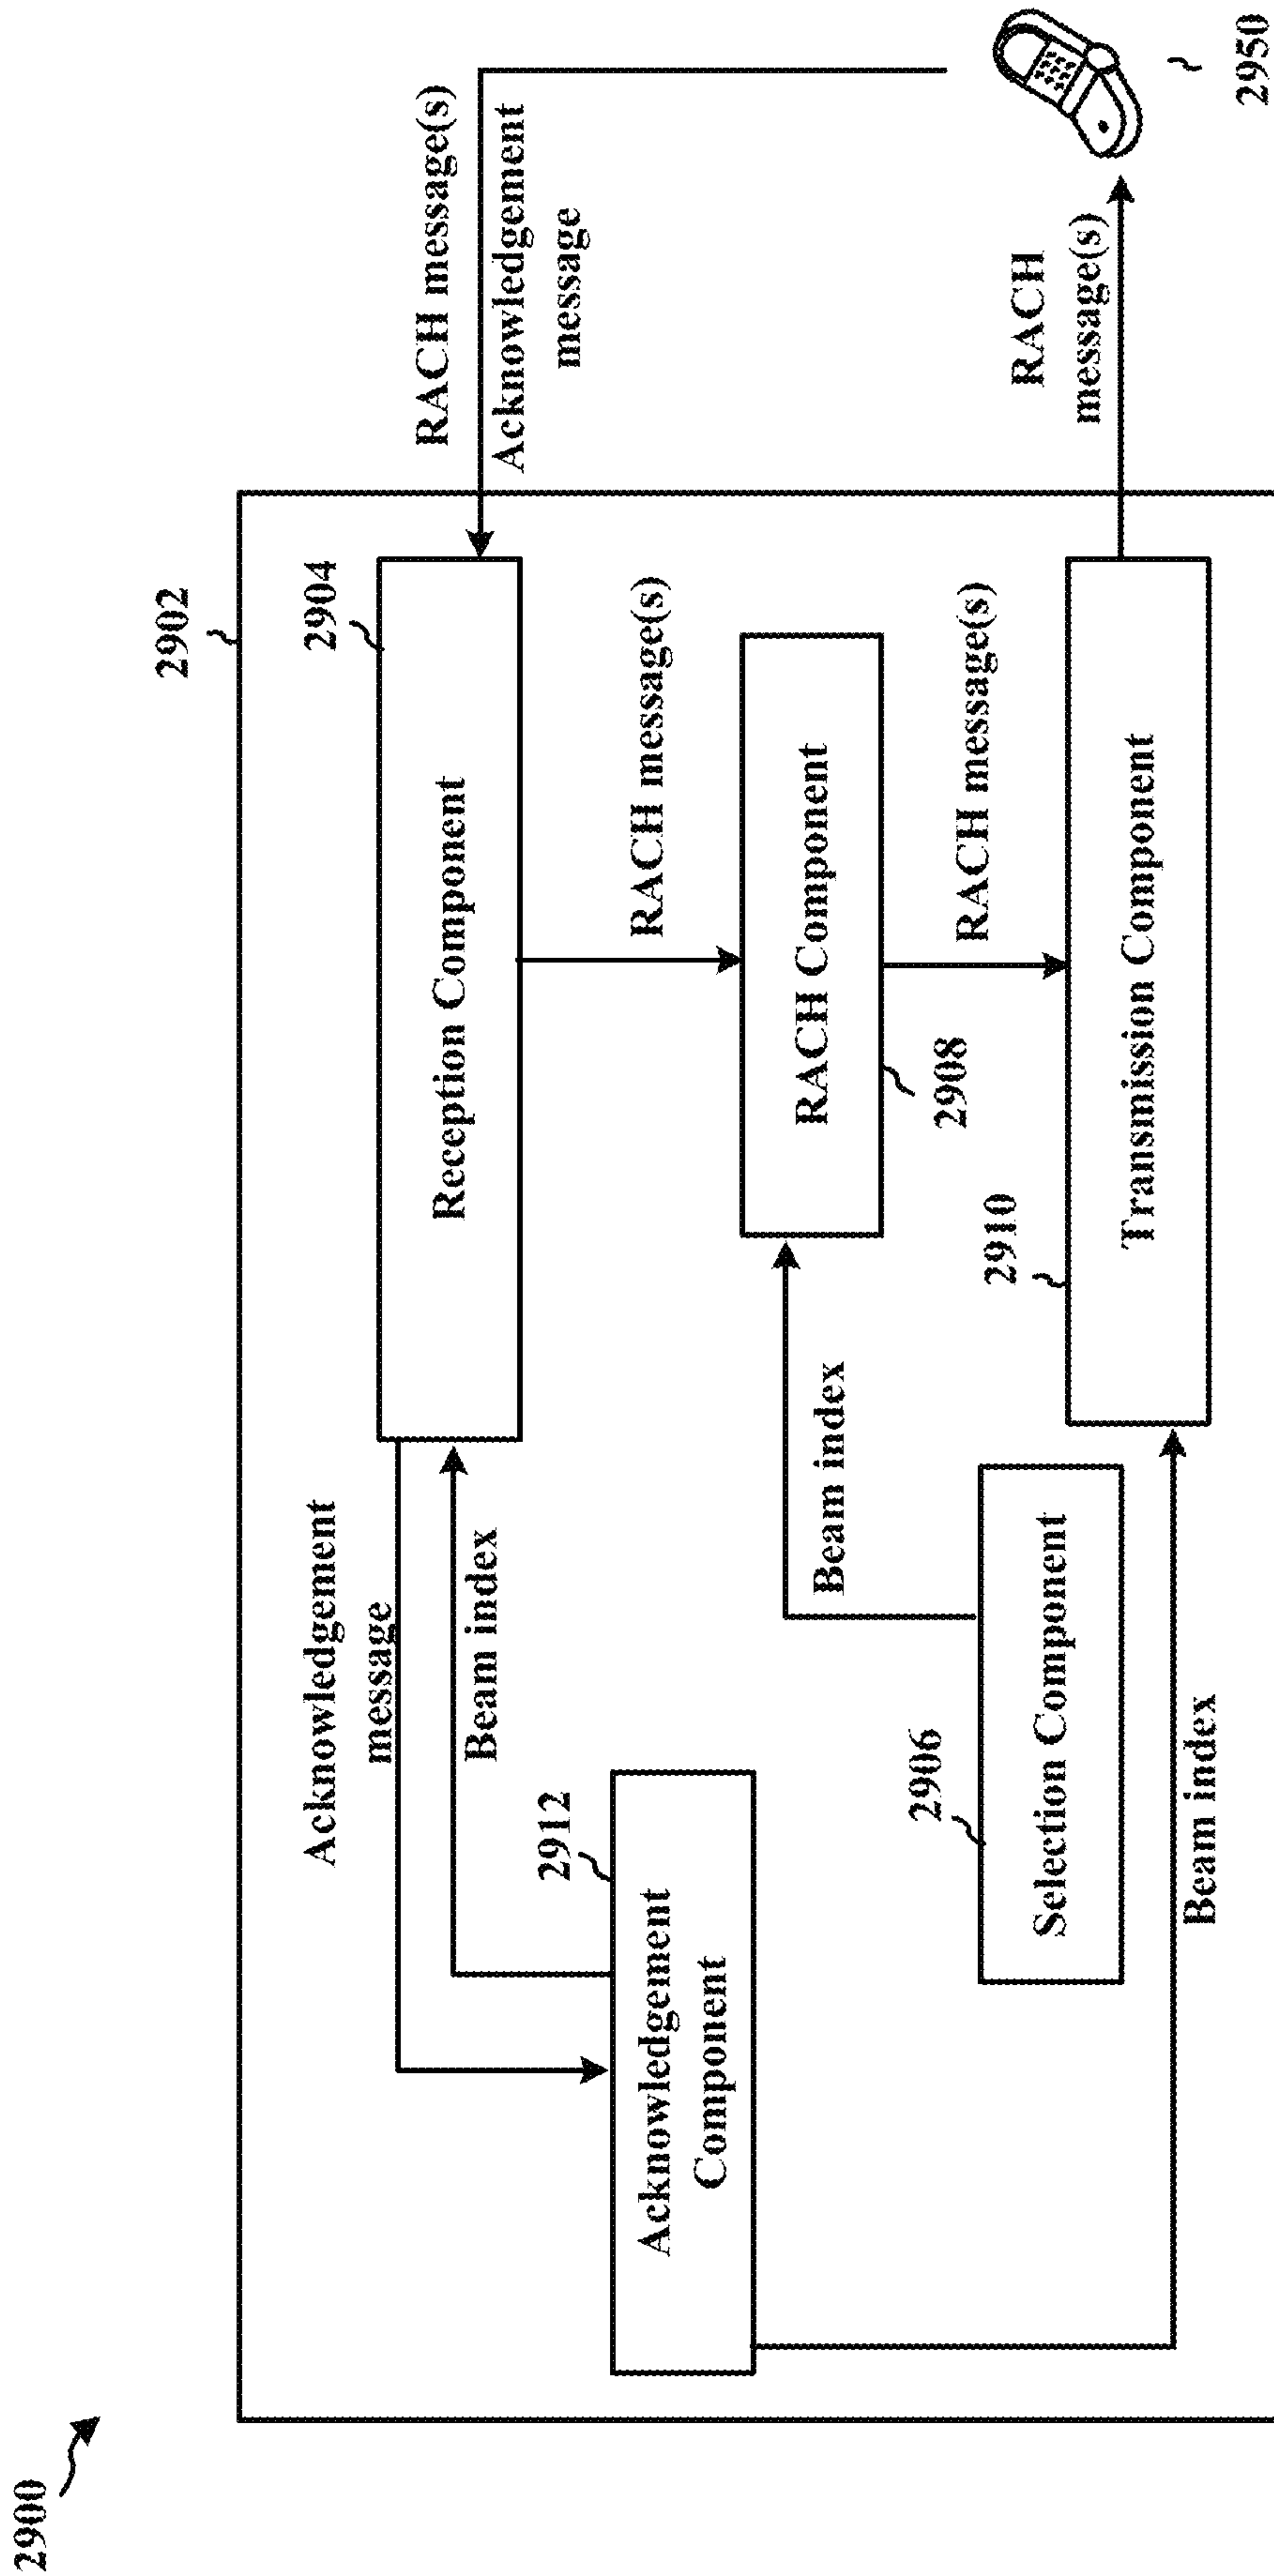 2900
2902
Acknowledgement
message
Beam index
2912
Acknowledgement
Component
2904
Reception Component
RACH message(s)
Acknowledgement
message
RACH message(s)
Beam index
RACH Component
2908
RACH message(s)
2906
Selection Component
2910
Transmission Component
Beam index
RACH
message(s)
2950